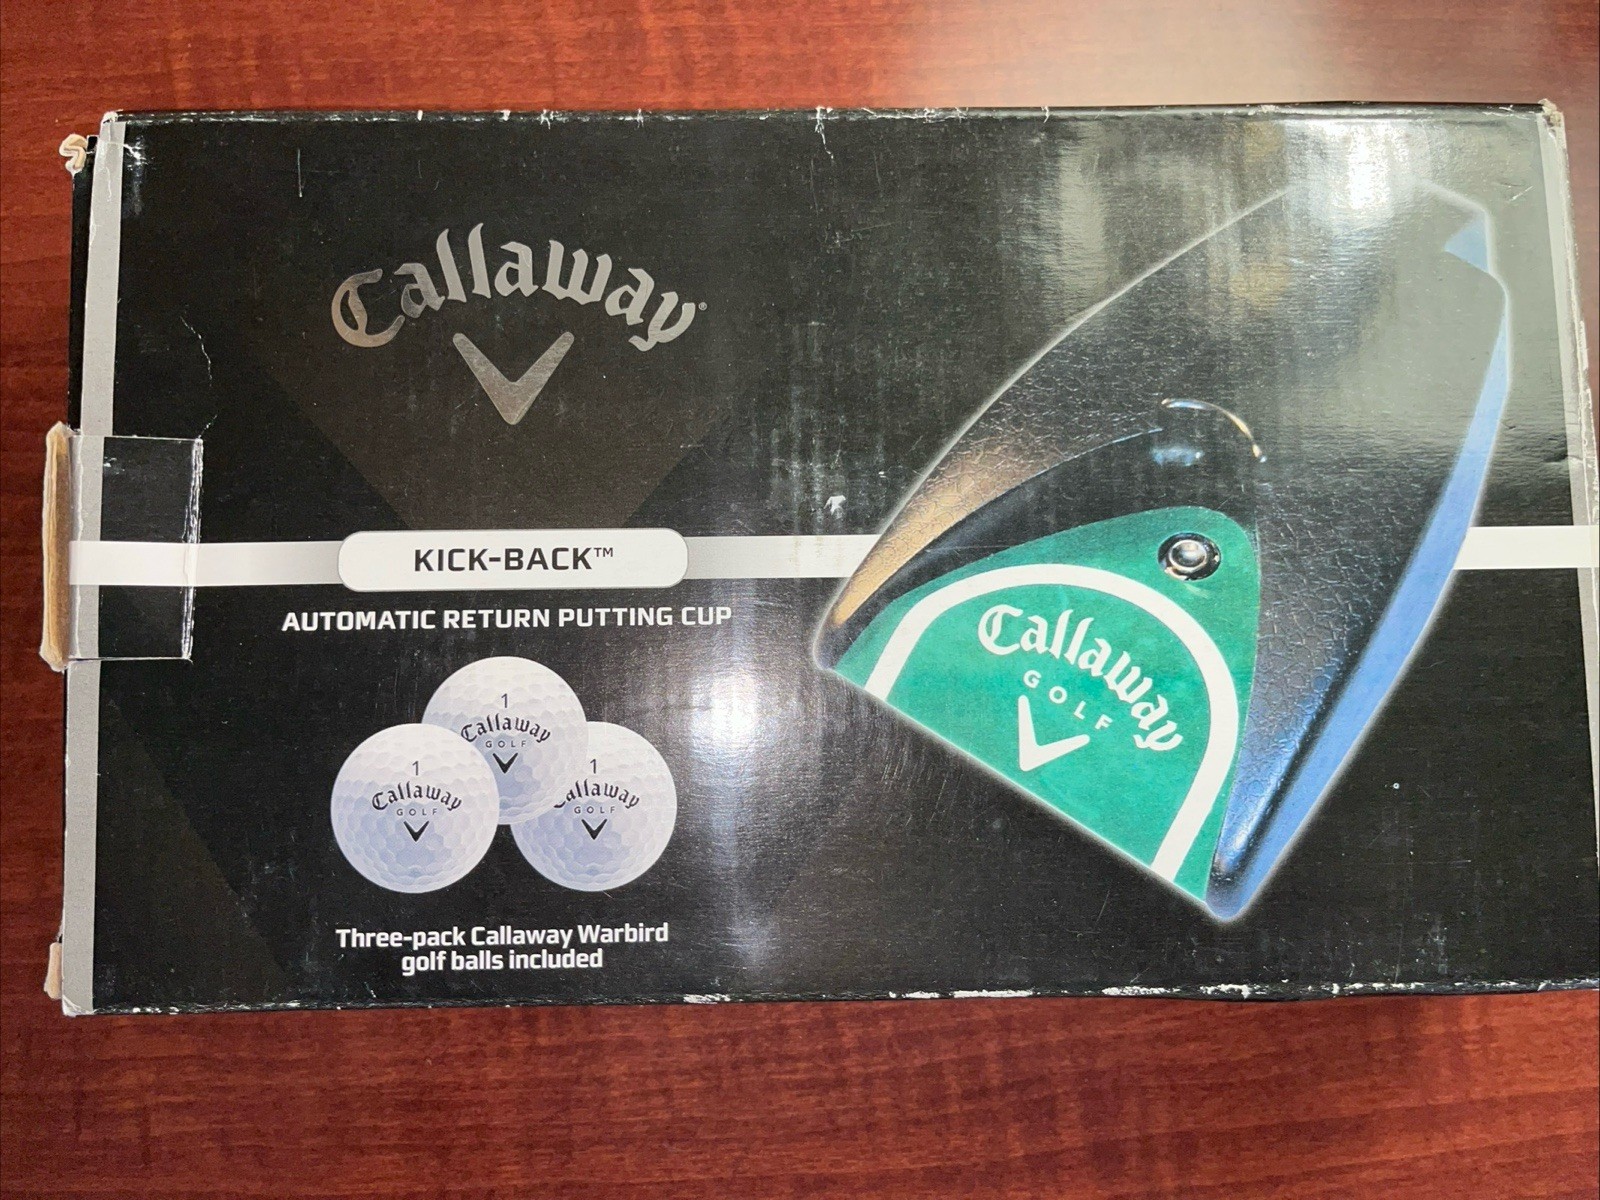 Callaway®
KICK-BACK™
AUTOMATIC RETURN PUTTING CUP
1
Callaway
GOLF
1
Callaway
GOLF
1
Callaway
GOLF
Three-pack Callaway Warbird
golf balls included
Callaway
GOLF